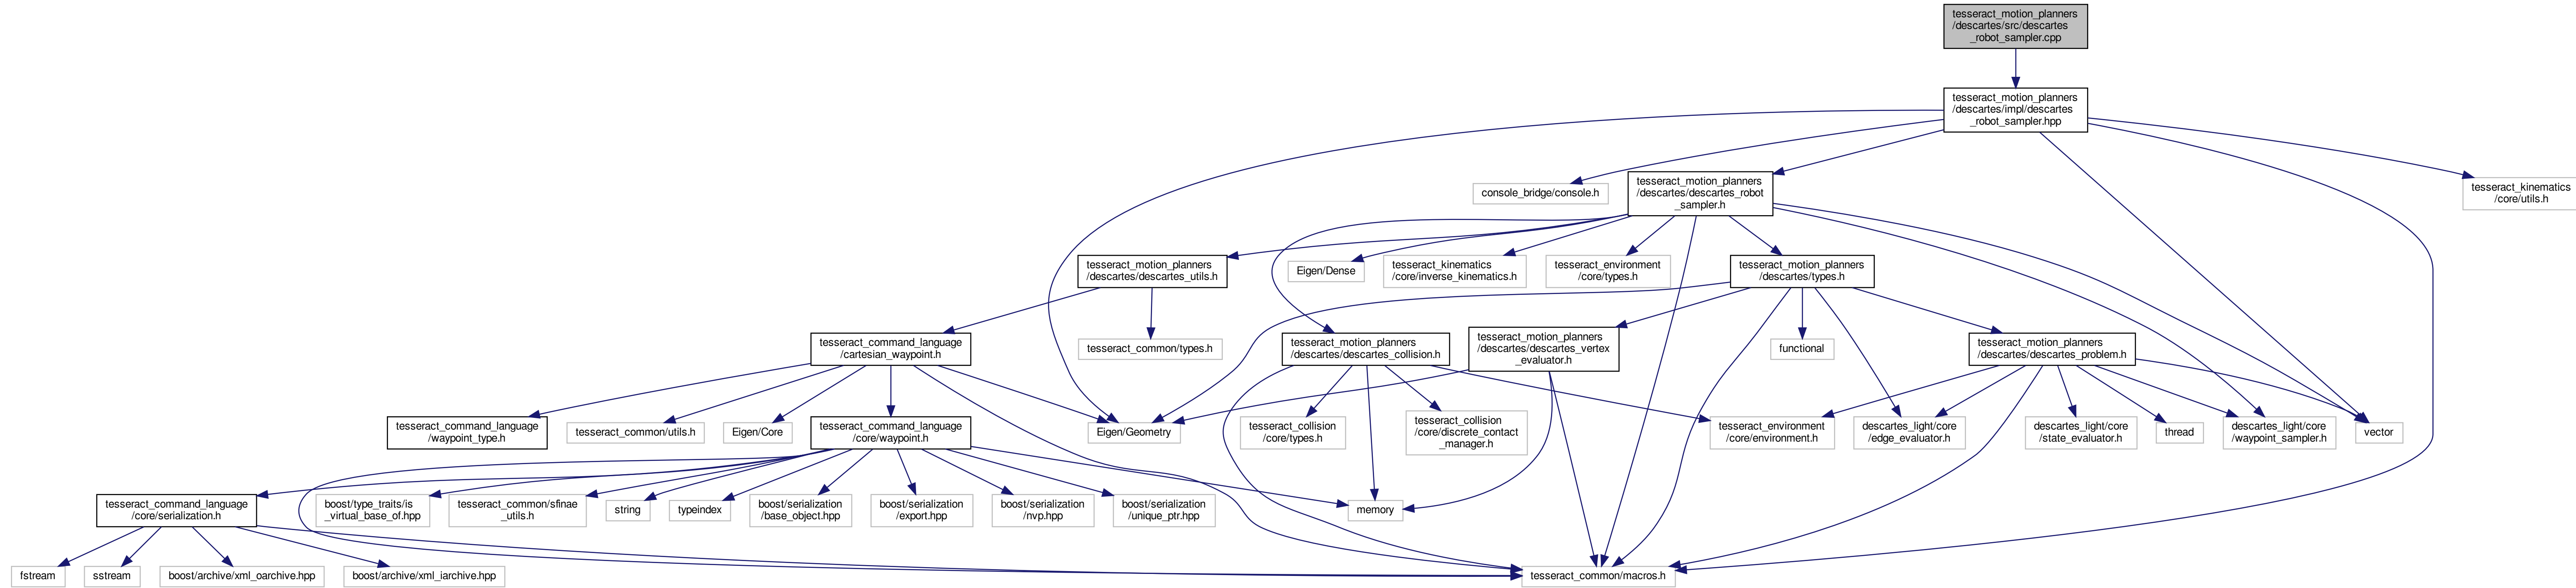 tesseract_motion_planners
/descartes/src/descartes
_robot_sampler.cpp
tesseract_motion_planners
/descartes/impl/descartes
_robot_sampler.hpp
console_bridge/console.h
tesseract_motion_planners
/descartes/descartes_robot
_sampler.h
tesseract_kinematics
/core/utils.h
tesseract_motion_planners
/descartes/descartes_utils.h
Eigen/Dense
tesseract_kinematics
/core/inverse_kinematics.h
tesseract_environment
/core/types.h
tesseract_motion_planners
/descartes/types.h
tesseract_command_language
/cartesian_waypoint.h
tesseract_common/types.h
tesseract_motion_planners
/descartes/descartes_collision.h
tesseract_motion_planners
/descartes/descartes_vertex
_evaluator.h
functional
tesseract_motion_planners
/descartes/descartes_problem.h
tesseract_command_language
/waypoint_type.h
tesseract_common/utils.h
Eigen/Core
tesseract_command_language
/core/waypoint.h
Eigen/Geometry
tesseract_collision
/core/types.h
tesseract_collision
/core/discrete_contact
_manager.h
tesseract_environment
/core/environment.h
descartes_light/core
/edge_evaluator.h
descartes_light/core
/state_evaluator.h
thread
descartes_light/core
/waypoint_sampler.h
vector
tesseract_command_language
/core/serialization.h
boost/type_traits/is
_virtual_base_of.hpp
tesseract_common/sfinae
_utils.h
string
typeindex
boost/serialization
/base_object.hpp
boost/serialization
/export.hpp
boost/serialization
/nvp.hpp
boost/serialization
/unique_ptr.hpp
memory
fstream
sstream
boost/archive/xml_oarchive.hpp
boost/archive/xml_iarchive.hpp
tesseract_common/macros.h